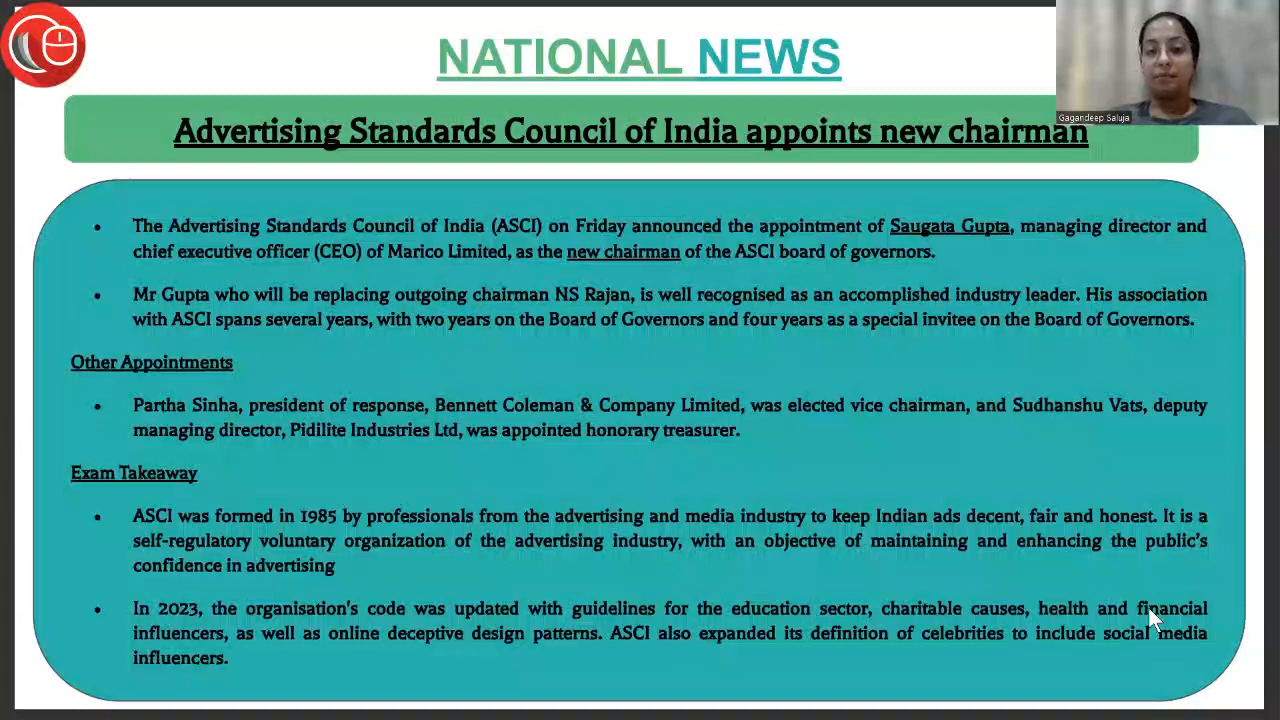 NATIONAL NEWS
Gagandeep Saluja
Advertising Standards Council of India appoints new chairman
• The Advertising Standards Council of India (ASCI) on Friday announced the appointment of Saugata Gupta, managing director and
chief executive officer (CEO) of Marico Limited, as the new chairman of the ASCI board of governors.
• Mr Gupta who will be replacing outgoing chairman NS Rajan, is well recognised as an accomplished industry leader. His association
with ASCI spans several years, with two years on the Board of Governors and four years as a special invitee on the Board of Governors.
Other Appointments
• Partha Sinha, president of response, Bennett Coleman & Company Limited, was elected vice chairman, and Sudhanshu Vats, deputy
managing director, Pidilite Industries Ltd, was appointed honorary treasurer.
Exam Takeaway
• ASCI was formed in 1985 by professionals from the advertising and media industry to keep Indian ads decent, fair and honest. It is a
self-regulatory voluntary organization of the advertising industry, with an objective of maintaining and enhancing the public's
confidence in advertising
• In 2023, the organisation's code was updated with guidelines for the education sector, charitable causes, health and financial
influencers, as well as online deceptive design patterns. ASCI also expanded its definition of celebrities to include social media
influencers.